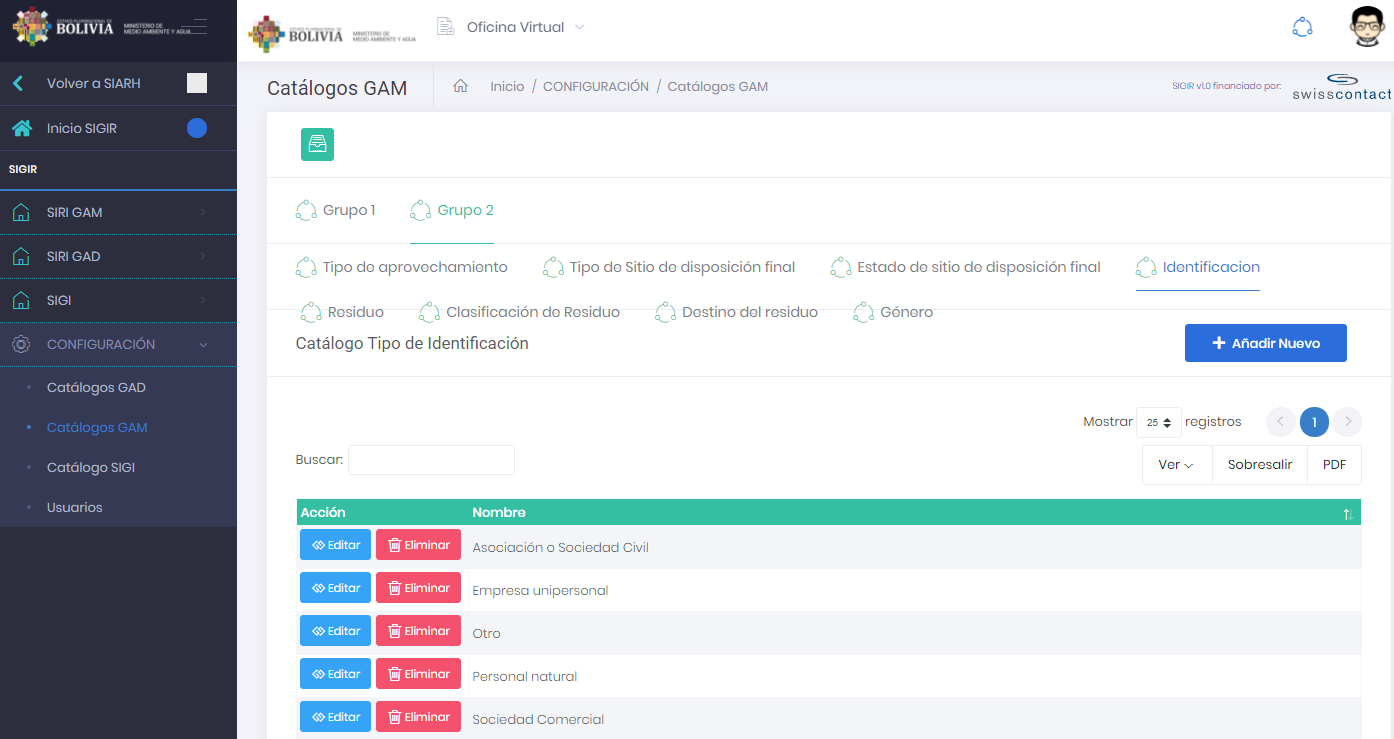 ESTADO PLURINACIONAL DE
BOLIVIA
MINISTERIO DE
MEDIO AMBIENTE Y AGUA
Volver a SIARH
Inicio SIGIR
SIGIR
SIRI GAM
SIRI GAD
SIGI
CONFIGURACIÓN
Catálogos GAD
Catálogos GAM
Catálogo SIGI
Usuarios
ESTADO PLURINACIONAL DE
BOLIVIA
MINISTERIO DE
MEDIO AMBIENTE Y AGUA
Oficina Virtual
Catálogos GAM
Inicio / CONFIGURACIÓN / Catálogos GAM
SIGIR v1.0 financiado por:
swisscontact
Grupo 1 Grupo 2
Tipo de aprovechamiento Tipo de Sitio de disposición final Estado de sitio de disposición final Identificacion
Residuo Clasificación de Residuo Destino del residuo Género
Catálogo Tipo de Identificación
Añadir Nuevo
Mostrar 25 registros 1
Buscar:
Ver Sobresalir PDF
Acción Nombre
Editar Eliminar Asociación o Sociedad Civil
Editar Eliminar Empresa unipersonal
Editar Eliminar Otro
Editar Eliminar Personal natural
Editar Eliminar Sociedad Comercial